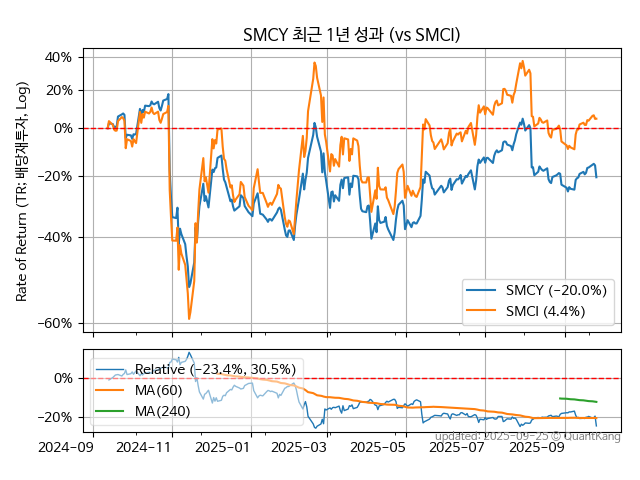 SMCY 최근 1년 성과 (vs SMCI)
Rate of Return (TR: 배당재투자, Log)
40%
20%
0%
−20%
−40%
−60%
SMCY (−20.0%)
SMCI (4.4%)
0%
−20%
Relative (−23.4%, 30.5%)
MA(60)
MA(240)
2024-09 2024-11 2025-01 2025-03 2025-05 2025-07 2025-09
updated: 2025-09-25 © QuantKang